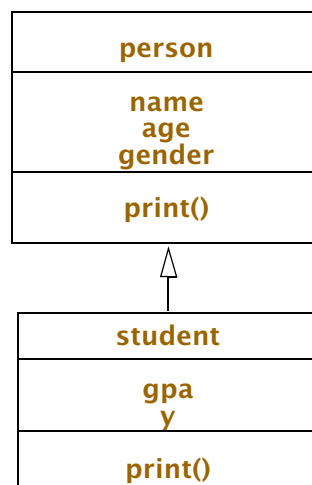 person
name
age
gender
print()
student
gpa
y
print()